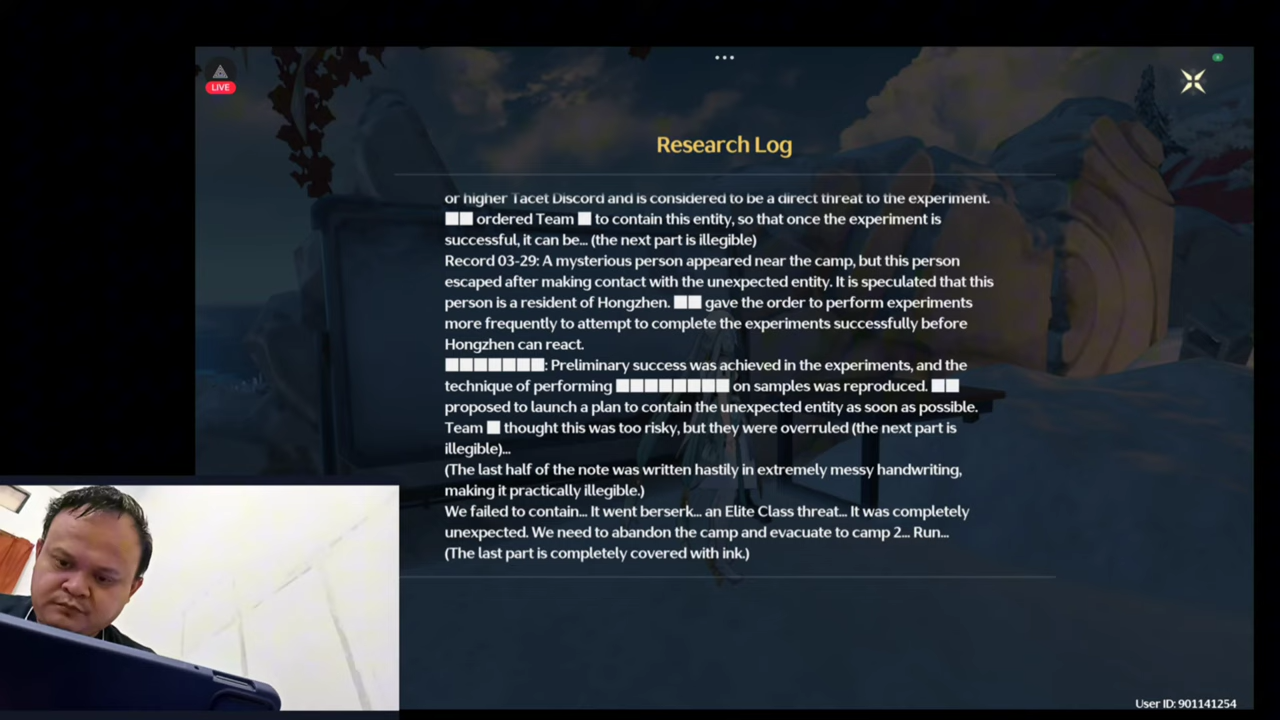 LIVE
Research Log
or higher Tacet Discord and is considered to be a direct threat to the experiment.
██ ordered Team █ to contain this entity, so that once the experiment is
successful, it can be... (the next part is illegible)
Record 03-29: A mysterious person appeared near the camp, but this person
escaped after making contact with the unexpected entity. It is speculated that this
person is a resident of Hongzhen. ██ gave the order to perform experiments
more frequently to attempt to complete the experiments successfully before
Hongzhen can react.
███████: Preliminary success was achieved in the experiments, and the
technique of performing ████████ on samples was reproduced. ██
proposed to launch a plan to contain the unexpected entity as soon as possible.
Team █ thought this was too risky, but they were overruled (the next part is
illegible)...
(The last half of the note was written hastily in extremely messy handwriting,
making it practically illegible.)
We failed to contain... It went berserk... an Elite Class threat... It was completely
unexpected. We need to abandon the camp and evacuate to camp 2... Run...
(The last part is completely covered with ink.)
User ID: 901141254